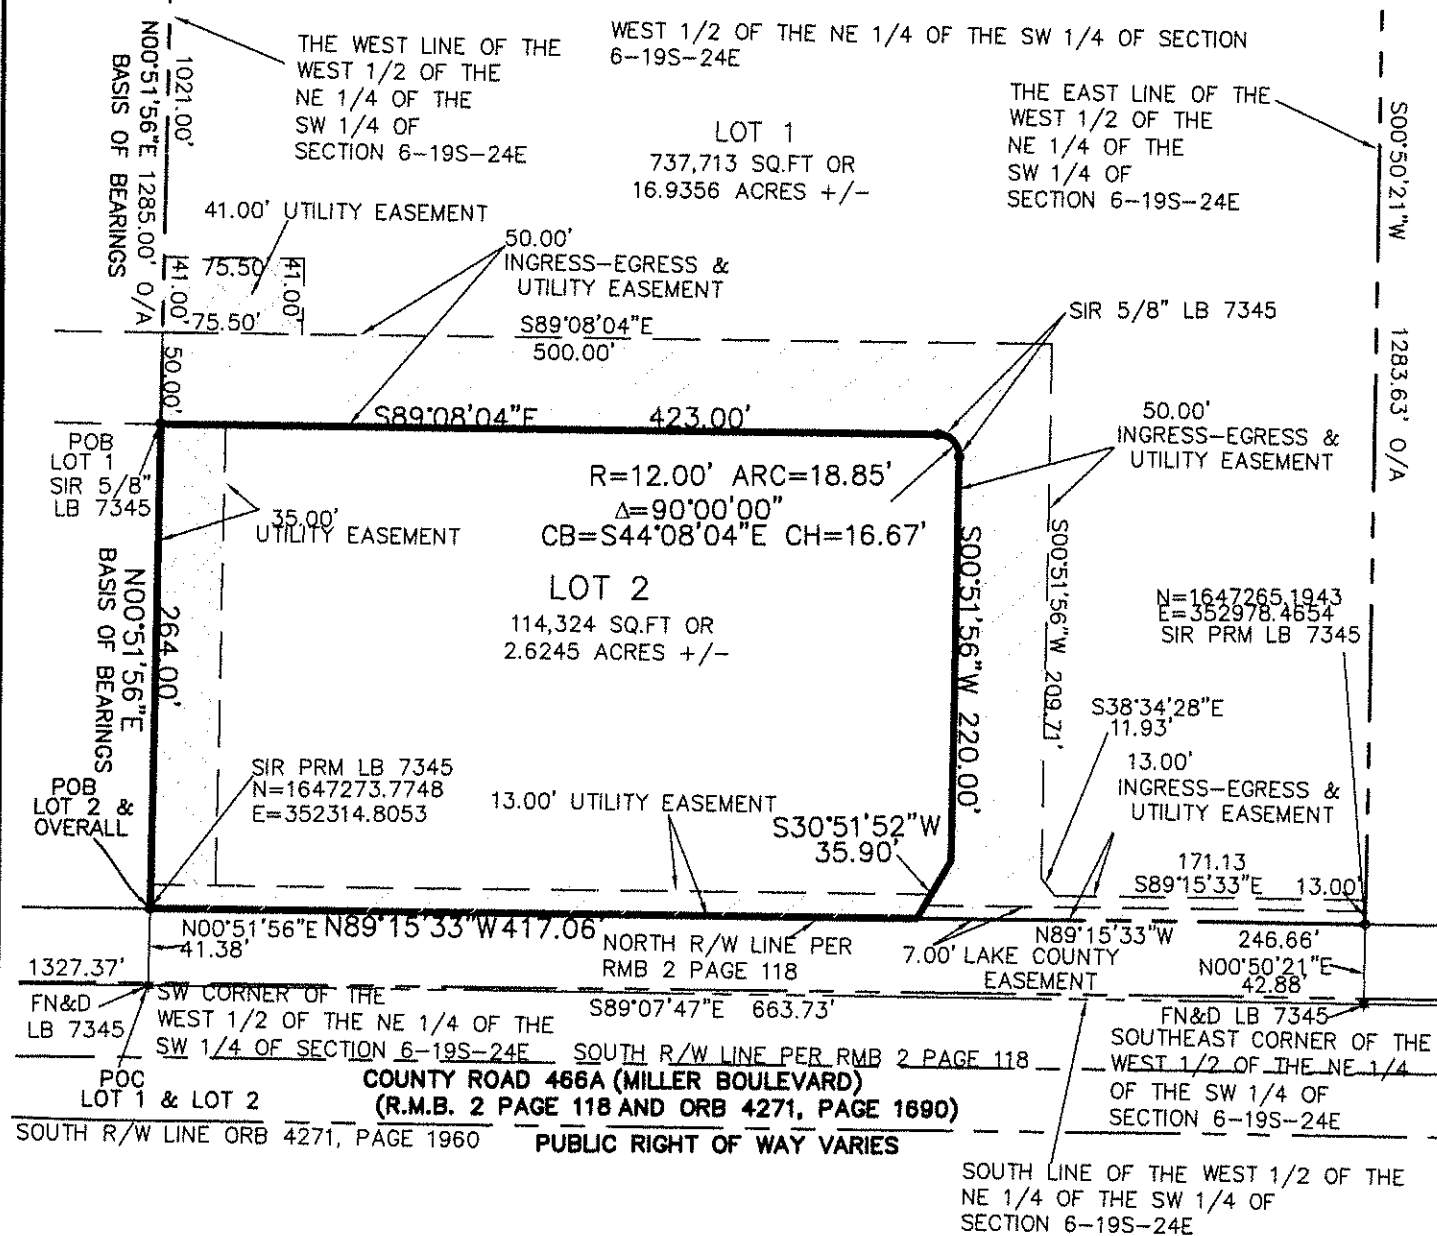 WEST 1/2 OF THE NE 1/4 OF THE SW 1/4 OF SECTION
6-19S-24E
N00°51'56"E 1285.00' O/A
BASIS OF BEARINGS
1021.00'
THE WEST LINE OF THE
WEST 1/2 OF THE
NE 1/4 OF THE
SW 1/4 OF
SECTION 6-19S-24E
LOT 1
737,713 SQ.FT OR
16.9356 ACRES +/-
THE EAST LINE OF THE
WEST 1/2 OF THE
NE 1/4 OF THE
SW 1/4 OF
SECTION 6-19S-24E
S00°50'21"W 1283.63' O/A
41.00' UTILITY EASEMENT
41.00'
75.50
41.00'
75.50'
50.00'
INGRESS-EGRESS &
UTILITY EASEMENT
S89°08'04"E
500.00'
SIR 5/8" LB 7345
50.00'
S89°08'04"E 423.00'
POB
LOT 1
SIR 5/8"
LB 7345
50.00'
INGRESS-EGRESS &
UTILITY EASEMENT
R=12.00' ARC=18.85'
Δ=90°00'00"
CB=S44°08'04"E CH=16.67'
35.00'
UTILITY EASEMENT
LOT 2
114,324 SQ.FT OR
2.6245 ACRES +/-
N00°51'56"E
264.00'
BASIS OF BEARINGS
S00°51'56"W 220.00'
S00°51'56"W 209.71'
N=1647265.1943
E=352978.4654
SIR PRM LB 7345
S38°34'28"E
11.93'
13.00'
INGRESS-EGRESS &
UTILITY EASEMENT
SIR PRM LB 7345
N=1647273.7748
E=352314.8053
POB
LOT 2 &
OVERALL
13.00' UTILITY EASEMENT
S30°51'52"W
35.90'
171.13
S89°15'33"E 13.00'
N00°51'56"E
41.38'
N89°15'33"W 417.06'
NORTH R/W LINE PER
RMB 2 PAGE 118
7.00' LAKE COUNTY
EASEMENT
N89°15'33"W
246.66'
N00°50'21"E
42.88'
1327.37'
FN&D
LB 7345
SW CORNER OF THE
WEST 1/2 OF THE NE 1/4 OF THE
SW 1/4 OF SECTION 6-19S-24E
S89°07'47"E 663.73'
FN&D LB 7345
SOUTHEAST CORNER OF THE
WEST 1/2 OF THE NE 1/4
OF THE SW 1/4 OF
SECTION 6-19S-24E
SOUTH R/W LINE PER RMB 2 PAGE 118
POC
LOT 1 & LOT 2
COUNTY ROAD 466A (MILLER BOULEVARD)
(R.M.B. 2 PAGE 118 AND ORB 4271, PAGE 1690)
SOUTH R/W LINE ORB 4271, PAGE 1960
PUBLIC RIGHT OF WAY VARIES
SOUTH LINE OF THE WEST 1/2 OF THE
NE 1/4 OF THE SW 1/4 OF
SECTION 6-19S-24E